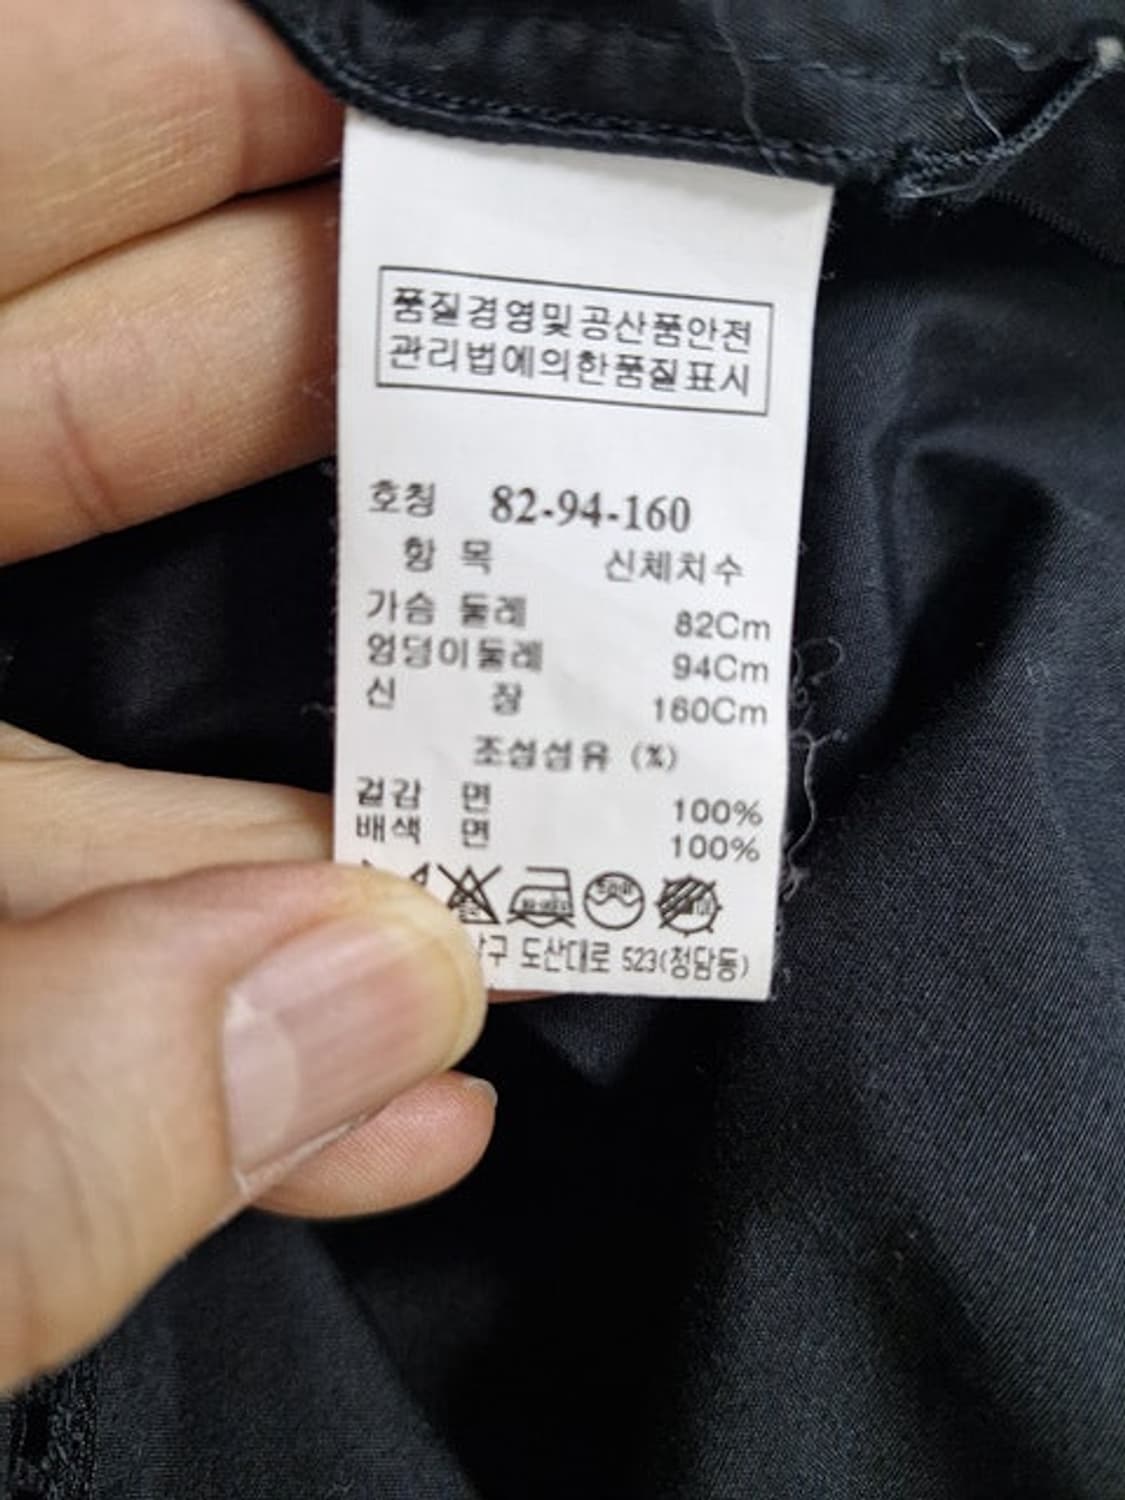 품질경영및공산품안전
관리법에의한품질표시
호칭 82-94-160
항 목 신체치수
가슴 둘레 82Cm
엉덩이둘레 94Cm
신 장 160Cm
조성섬유 (%)
겉감 면 100%
배색 면 100%
구 도산대로 523(청담동)